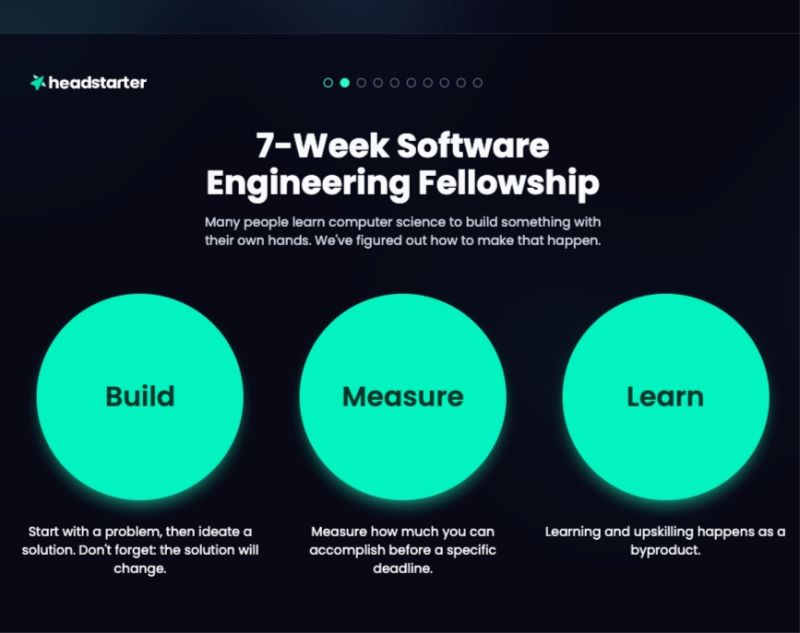 headstarter
7-Week Software
Engineering Fellowship
Many people learn computer science to build something with
their own hands. We've figured out how to make that happen.
Build
Measure
Learn
Start with a problem, then ideate a
solution. Don't forget: the solution will
change.
Measure how much you can
accomplish before a specific
deadline.
Learning and upskilling happens as a
byproduct.